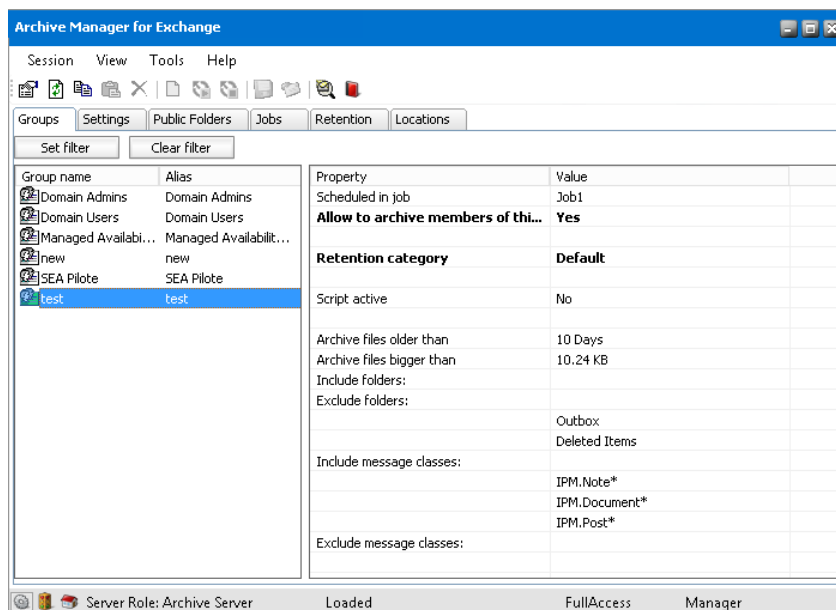 Archive Manager for Exchange
Session View Tools Help
Groups Settings Public Folders Jobs Retention Locations
Set filter Clear filter
Group name Alias Property Value
Domain Admins Domain Admins Scheduled in job Job1
Domain Users Domain Users Allow to archive members of thi... Yes
Managed Availabi... Managed Availabilit...
new new Retention category Default
SEA Pilote SEA Pilote
test test Script active No
Archive files older than 10 Days
Archive files bigger than 10.24 KB
Include folders:
Exclude folders:
Outbox
Deleted Items
Include message classes:
IPM.Note*
IPM.Document*
IPM.Post*
Exclude message classes:
Server Role: Archive Server Loaded FullAccess Manager